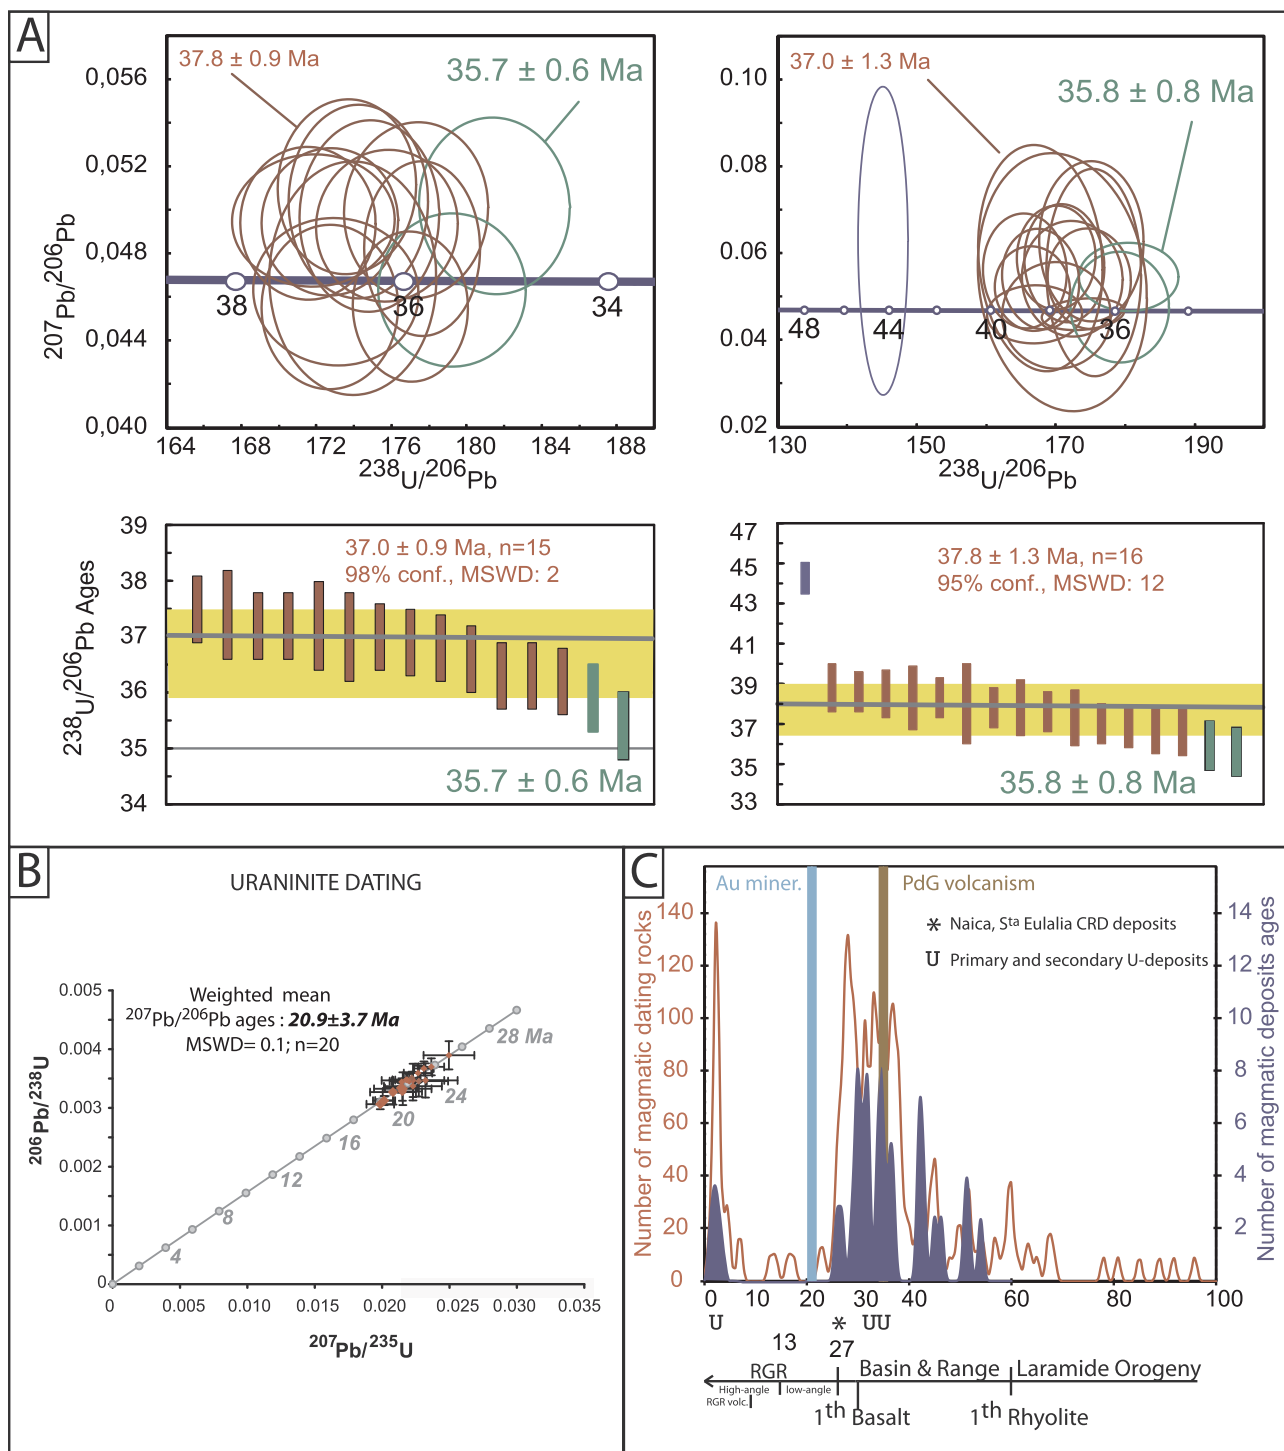 A
37.8 ± 0.9 Ma
35.7 ± 0.6 Ma
0,056
0,052
0,048
0,044
0,040
207Pb/206Pb
38
36
34
164
168
172
176
180
184
188
238U/206Pb
37.0 ± 1.3 Ma
35.8 ± 0.8 Ma
0.10
0.08
0.06
0.04
0.02
48
44
40
36
130
150
170
190
238U/206Pb
39
38
37
36
35
34
238U/206Pb Ages
37.0 ± 0.9 Ma, n=15
98% conf., MSWD: 2
35.7 ± 0.6 Ma
47
45
43
41
39
37
35
33
37.8 ± 1.3 Ma, n=16
95% conf., MSWD: 12
35.8 ± 0.8 Ma
B
URANINITE DATING
Weighted mean
207Pb/206Pb ages : 20.9±3.7 Ma
MSWD= 0.1; n=20
0.005
0.004
0.003
0.002
0.001
0
206Pb/238U
28 Ma
24
20
16
12
8
4
0
0.005
0.010
0.015
0.020
0.025
0.030
0.035
207Pb/235U
C
Au miner.
PdG volcanism
* Naica, Sta Eulalia CRD deposits
U Primary and secondary U-deposits
Number of magmatic dating rocks
140
120
100
80
60
40
20
0
Number of magmatic deposits ages
14
12
10
8
6
4
2
0
10
20
30
40
60
80
100
U
*
UU
13
27
RGR
Basin & Range
Laramide Orogeny
High-angle
low-angle
RGR volc.
1th Basalt
1th Rhyolite